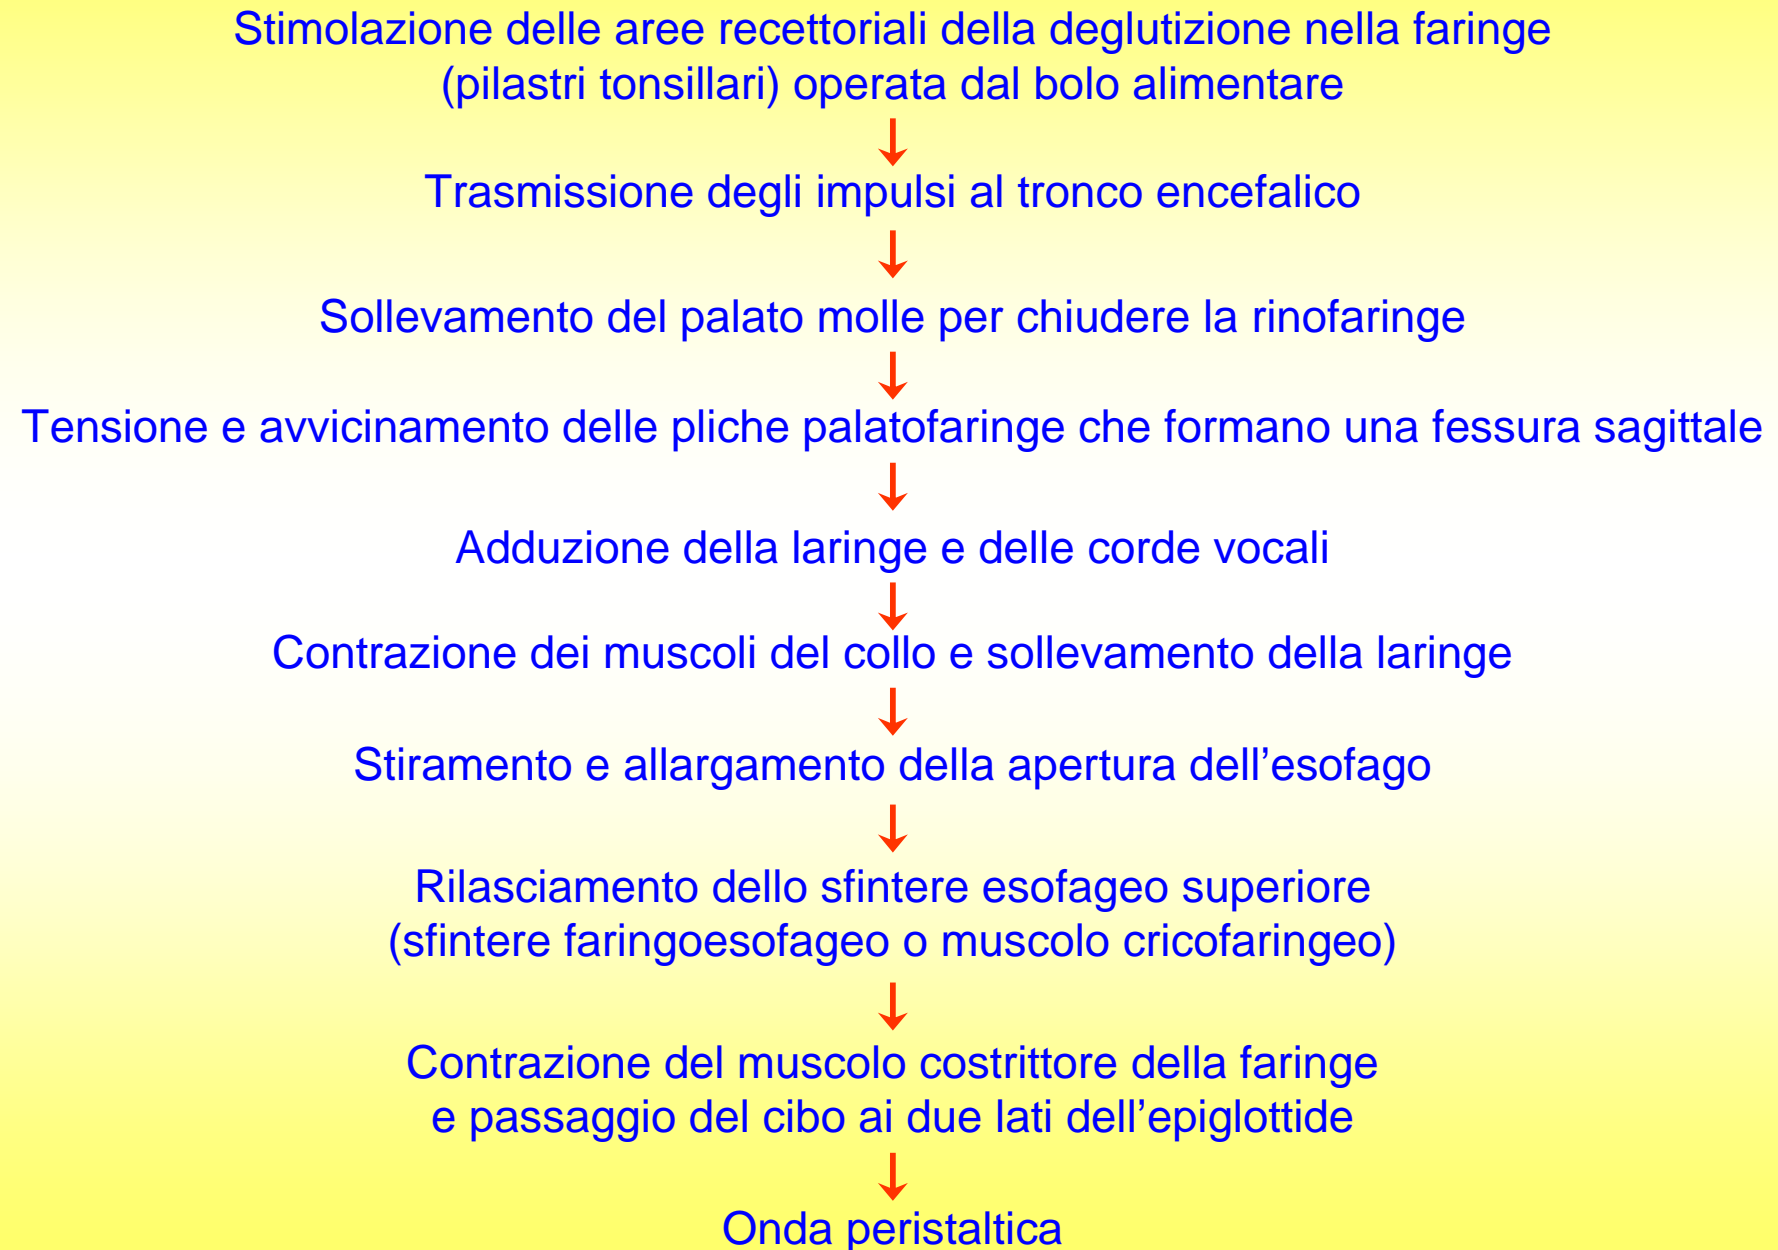 Stimolazione delle aree recettoriali della deglutizione nella faringe
(pilastri tonsillari) operata dal bolo alimentare
Trasmissione degli impulsi al tronco encefalico
Sollevamento del palato molle per chiudere la rinofaringe
Tensione e avvicinamento delle pliche palatofaringe che formano una fessura sagittale
Adduzione della laringe e delle corde vocali
Contrazione dei muscoli del collo e sollevamento della laringe
Stiramento e allargamento della apertura dell’esofago
Rilasciamento dello sfintere esofageo superiore
(sfintere faringoesofageo o muscolo cricofaringeo)
Contrazione del muscolo costrittore della faringe
e passaggio del cibo ai due lati dell’epiglottide
Onda peristaltica